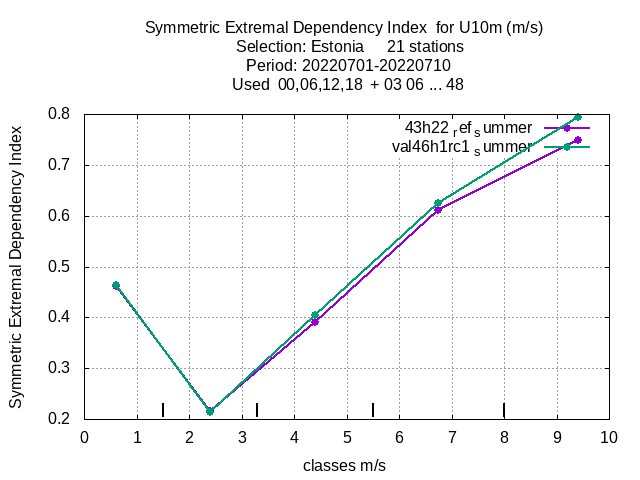 Symmetric Extremal Dependency Index  for U10m (m/s)
Selection: Estonia     21 stations
Period: 20220701-20220710
Used  00,06,12,18  + 03 06 ... 48
Symmetric Extremal Dependency Index
0.8
0.7
0.6
0.5
0.4
0.3
0.2
43h22 ref summer
val46h1rc1 summer
0 1 2 3 4 5 6 7 8 9 10
classes m/s